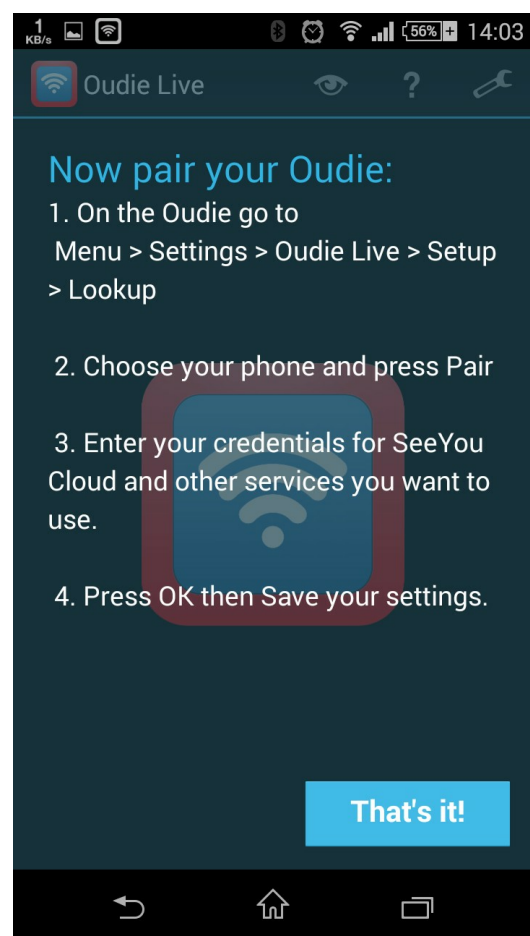 1
KB/s
56%
14:03
Oudie Live
?
Now pair your Oudie:
1. On the Oudie go to
Menu > Settings > Oudie Live > Setup
> Lookup
2. Choose your phone and press Pair
3. Enter your credentials for SeeYou
Cloud and other services you want to
use.
4. Press OK then Save your settings.
That's it!